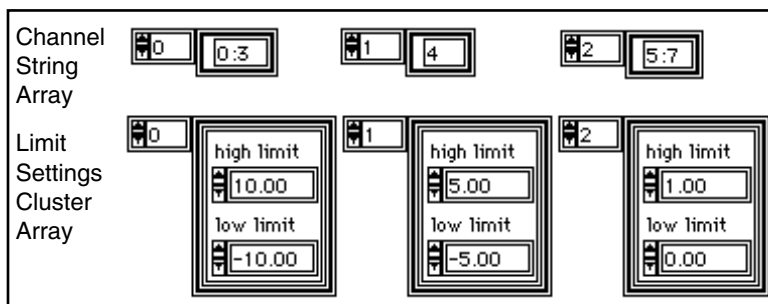 Channel
String
Array
0 0:3 1 4 2 5:7
Limit
Settings
Cluster
Array
0 1 2
high limit high limit high limit
10.00 5.00 1.00
low limit low limit low limit
-10.00 -5.00 0.00